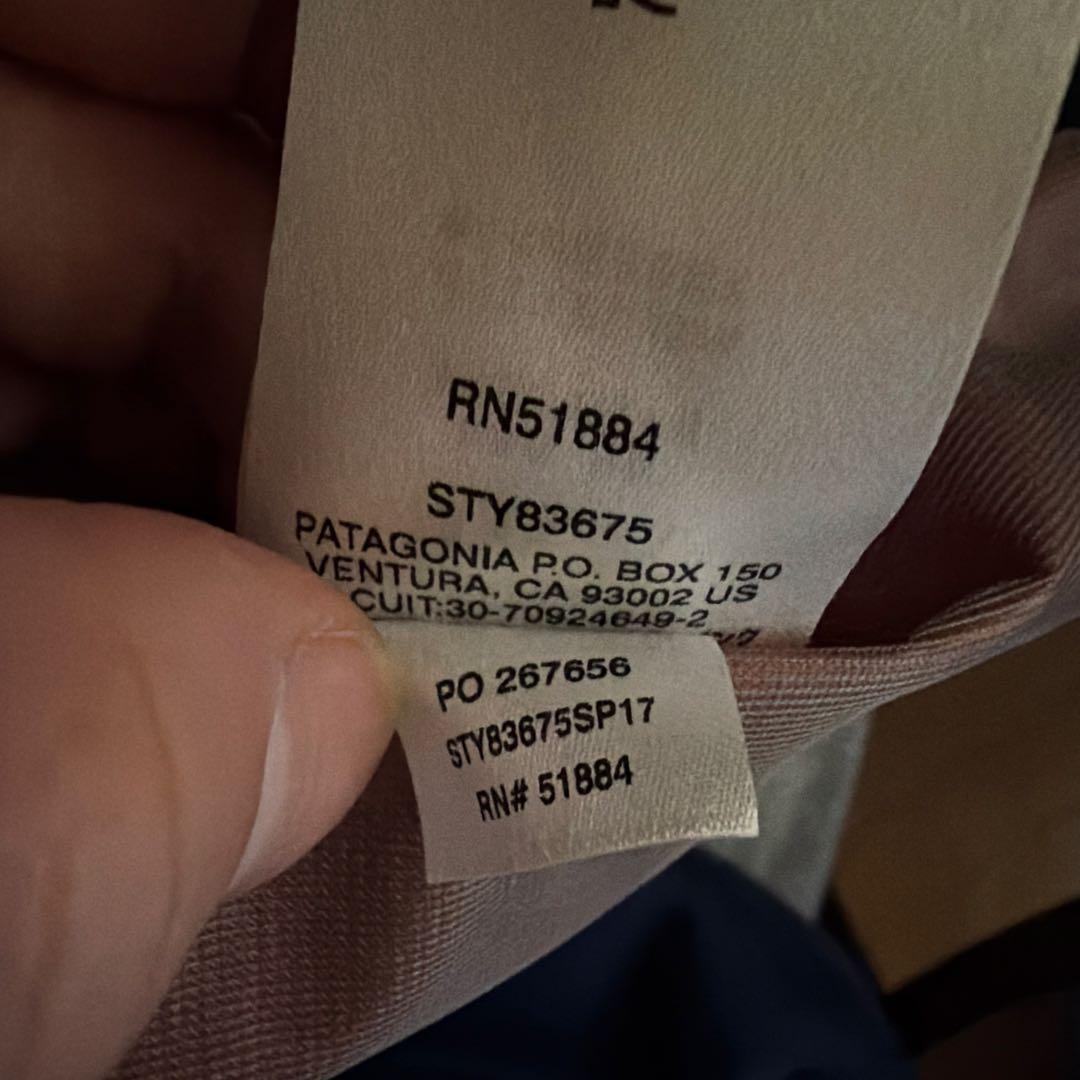 RN51884
STY83675
PATAGONIA P.O. BOX 150
VENTURA, CA 93002 US
CUIT:30-70924649-2
PO 267656
STY83675SP17
RN# 51884